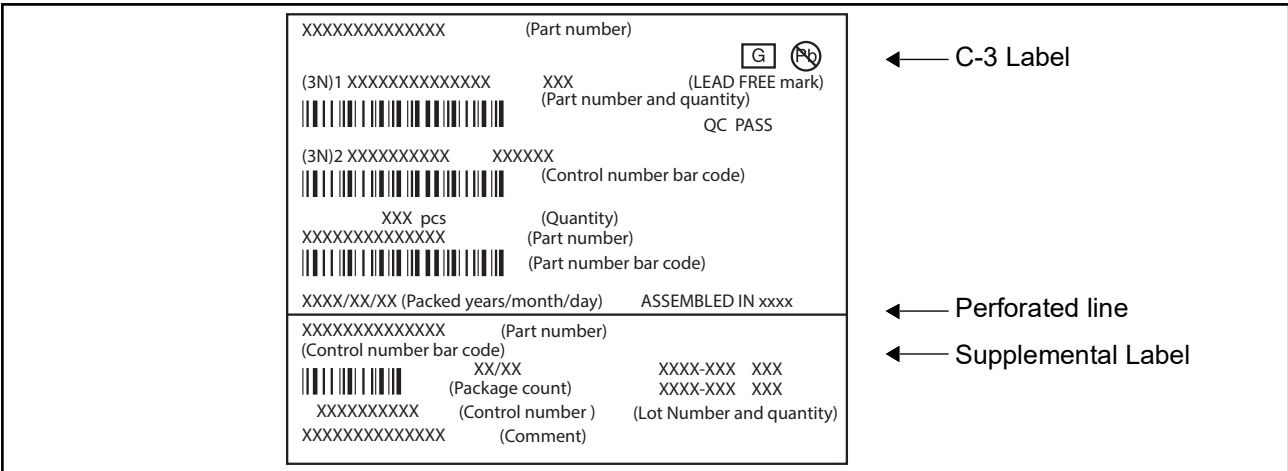 XXXXXXXXXXXXXX (Part number)
G Pb C-3 Label
(3N)1 XXXXXXXXXXXXXX XXX (LEAD FREE mark)
(Part number and quantity)
QC PASS
(3N)2 XXXXXXXXXX XXXXXX
(Control number bar code)
XXX pcs (Quantity)
XXXXXXXXXXXXXX (Part number)
(Part number bar code)
XXXX/XX/XX (Packed years/month/day) ASSEMBLED IN xxxx
Perforated line
XXXXXXXXXXXXXX (Part number)
(Control number bar code)
Supplemental Label
XX/XX XXXX-XXX XXX
(Package count) XXXX-XXX XXX
XXXXXXXXXX (Control number ) (Lot Number and quantity)
XXXXXXXXXXXXXX (Comment)